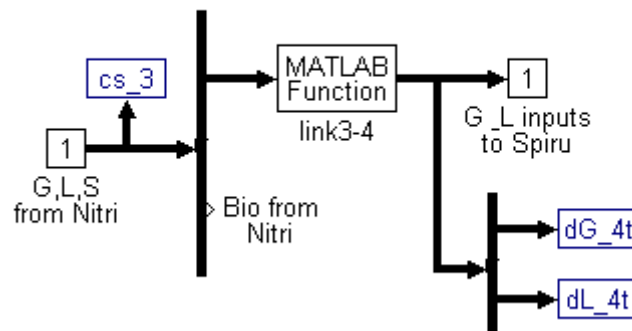 cs_3
1
G,L,S
from Nitri
MATLAB
Function
link3-4
Bio from
Nitri
1
G_L inputs
to Spiru
dG_4t
dL_4t